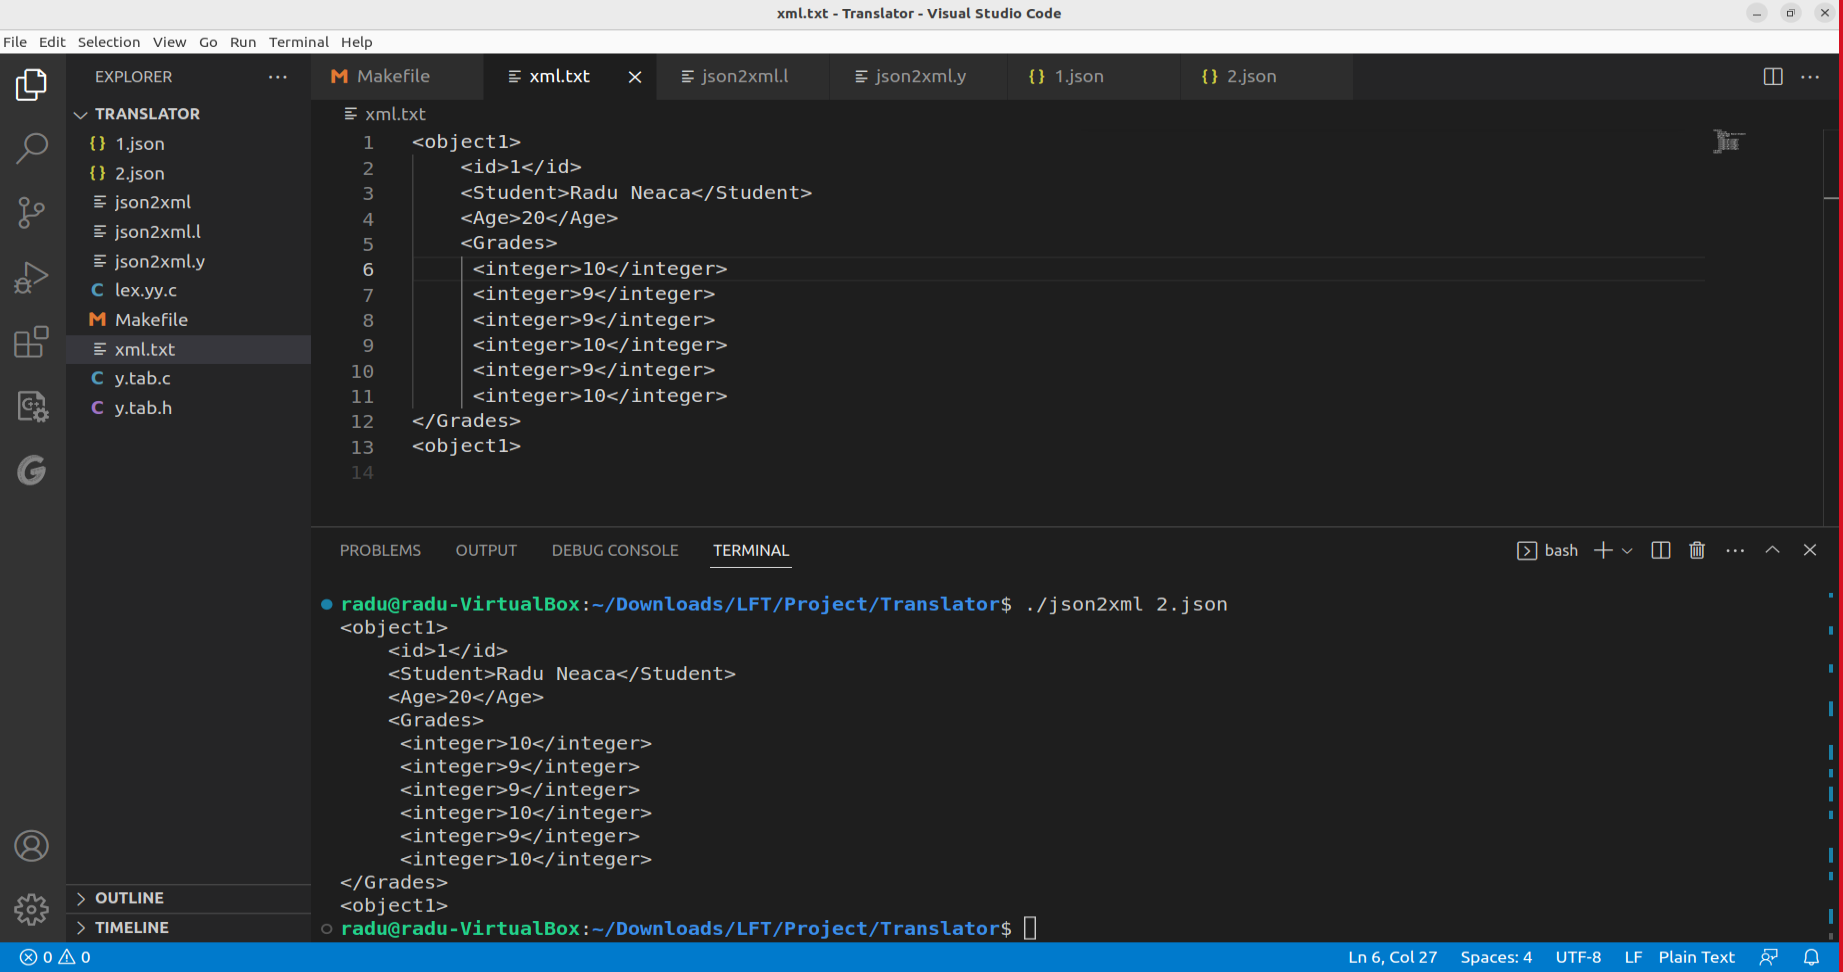 xml.txt - Translator - Visual Studio Code
File Edit Selection View Go Run Terminal Help
EXPLORER
TRANSLATOR
1.json
2.json
json2xml
json2xml.l
json2xml.y
lex.yy.c
Makefile
xml.txt
y.tab.c
y.tab.h
OUTLINE
TIMELINE
Makefile xml.txt json2xml.l json2xml.y 1.json 2.json
xml.txt
1 <object1>
2     <id>1</id>
3     <Student>Radu Neaca</Student>
4     <Age>20</Age>
5     <Grades>
6      <integer>10</integer>
7      <integer>9</integer>
8      <integer>9</integer>
9      <integer>10</integer>
10      <integer>9</integer>
11      <integer>10</integer>
12 </Grades>
13 <object1>
14
PROBLEMS OUTPUT DEBUG CONSOLE TERMINAL bash
radu@radu-VirtualBox:~/Downloads/LFT/Project/Translator$ ./json2xml 2.json
<object1>
    <id>1</id>
    <Student>Radu Neaca</Student>
    <Age>20</Age>
    <Grades>
     <integer>10</integer>
     <integer>9</integer>
     <integer>9</integer>
     <integer>10</integer>
     <integer>9</integer>
     <integer>10</integer>
</Grades>
<object1>
radu@radu-VirtualBox:~/Downloads/LFT/Project/Translator$
0 0 Ln 6, Col 27 Spaces: 4 UTF-8 LF Plain Text